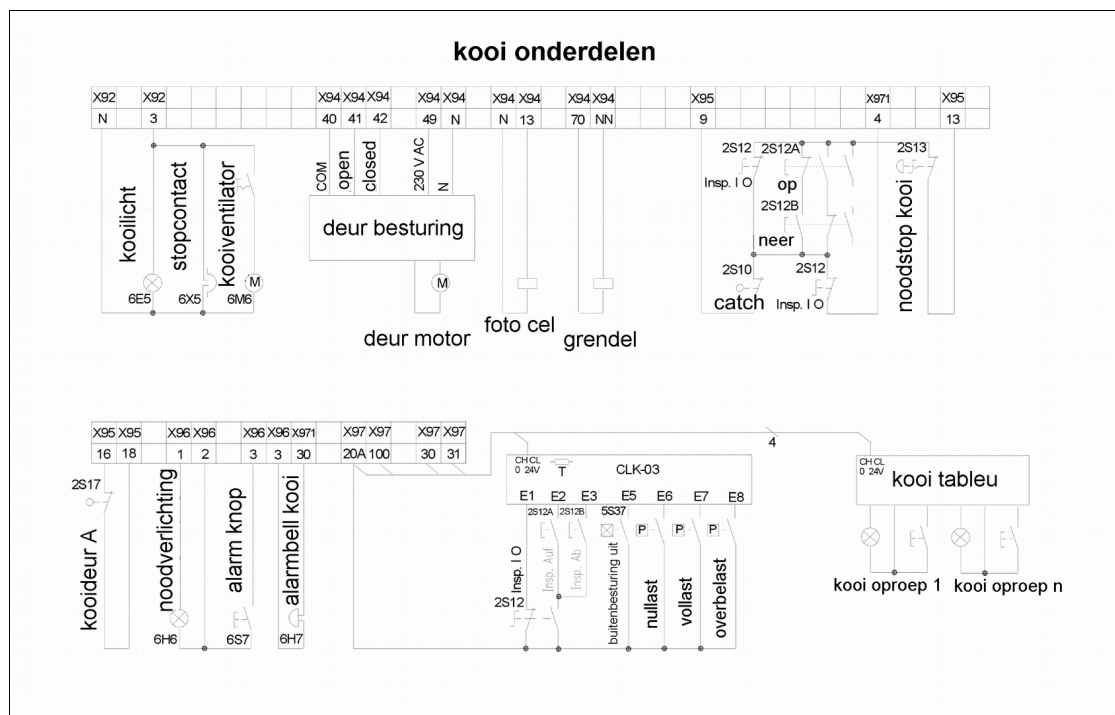 kooi onderdelen
X92 X92 X94 X94 X94 X94 X94 X94 X94 X94 X94 X95 X971 X95
N 3 40 41 42 49 N N 13 70 NN 9 4 13
kooilicht
stopcontact
kooiventilator
6E5
6X5
6M6
M
COM
open
closed
230 V AC
N
deur besturing
M
deur motor
foto cel
grendel
2S12
2S12A
2S13
Insp. I O
op
2S12B
neer
2S10
2S12
catch
Insp. I O
noodstop kooi
X95 X95 X96 X96 X96 X96 X971 X97 X97 X97 X97
16 18 1 2 3 3 30 20A 100 30 31
2S17
kooideur A
noodverlichting
alarm knop
alarmbell kooi
6H6
6S7
6H7
4
CH CL
0 24V
T
CLK-03
E1 E2 E3 E5 E6 E7 E8
2S12A
2S12B
5S37
P
P
P
Insp. I O
Insp. Auf
Insp. Ab
buitenbesturing uit
nullast
vollast
overbelast
2S12
CH CL
0 24V
kooi tableu
kooi oproep 1
kooi oproep n